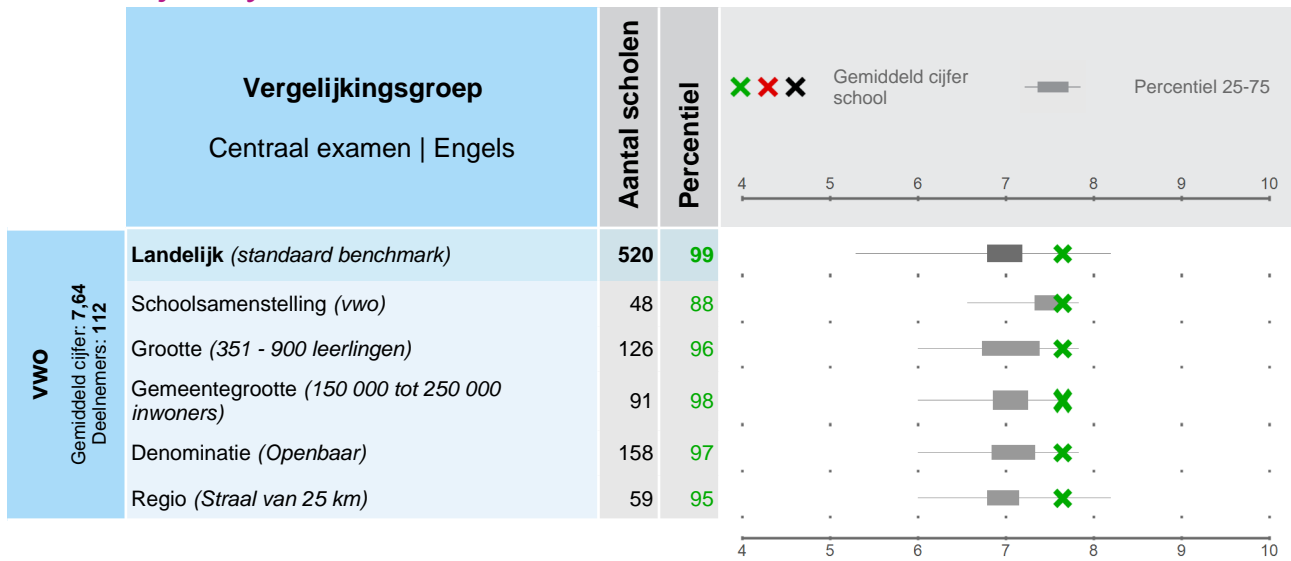 Vergelijkingsgroep
Centraal examen | Engels
Aantal scholen
Percentiel
Gemiddeld cijfer
school
Percentiel 25-75
4 5 6 7 8 9 10
vwo
Gemiddeld cijfer: 7,64
Deelnemers: 112
Landelijk (standaard benchmark) 520 99
Schoolsamenstelling (vwo) 48 88
Grootte (351 - 900 leerlingen) 126 96
Gemeentegrootte (150 000 tot 250 000
inwoners) 91 98
Denominatie (Openbaar) 158 97
Regio (Straal van 25 km) 59 95
4 5 6 7 8 9 10